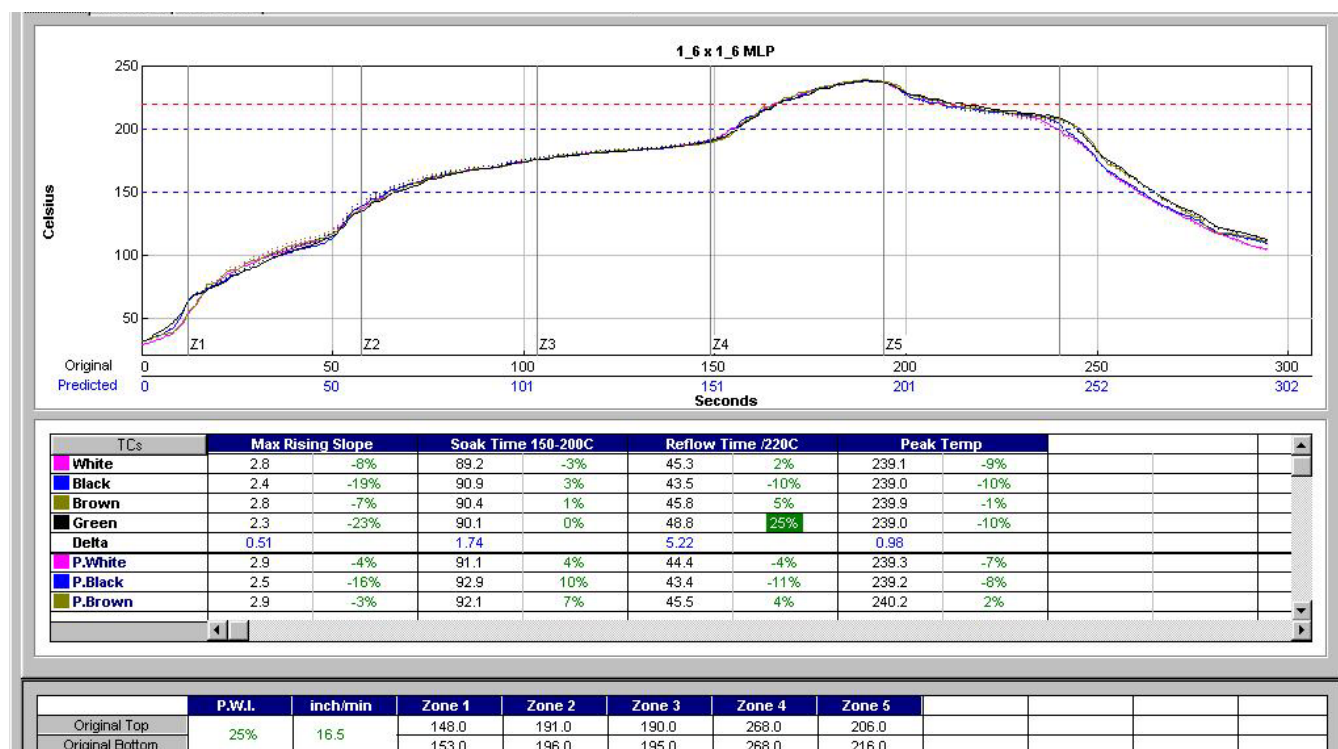 1_6 x 1_6 MLP
250
200
150
100
50
Celsius
Z1 Z2 Z3 Z4 Z5
Original 0 50 100 150 200 250 300
Predicted 0 50 101 151 201 252 302
Seconds
TCs Max Rising Slope Soak Time 150-200C Reflow Time /220C Peak Temp
White 2.8 -8% 89.2 -3% 45.3 2% 239.1 -9%
Black 2.4 -19% 90.9 3% 43.5 -10% 239.0 -10%
Brown 2.8 -7% 90.4 1% 45.8 5% 239.9 -1%
Green 2.3 -23% 90.1 0% 48.8 25% 239.0 -10%
Delta 0.51 1.74 5.22 0.98
P.White 2.9 -4% 91.1 4% 44.4 -4% 239.3 -7%
P.Black 2.5 -16% 92.9 10% 43.4 -11% 239.2 -8%
P.Brown 2.9 -3% 92.1 7% 45.5 4% 240.2 2%
P.W.I. inch/min Zone 1 Zone 2 Zone 3 Zone 4 Zone 5
Original Top 25% 16.5 148.0 191.0 190.0 268.0 206.0
Original Bottom 153.0 196.0 195.0 268.0 216.0